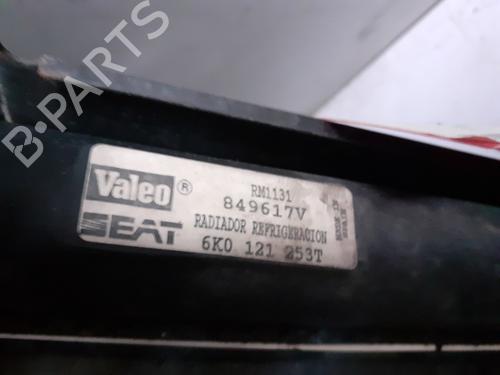 B-PARTS
Valeo ®
RM1131
849617V
SEAT
RADIADOR REFRIGERACION
6K0 121 253T